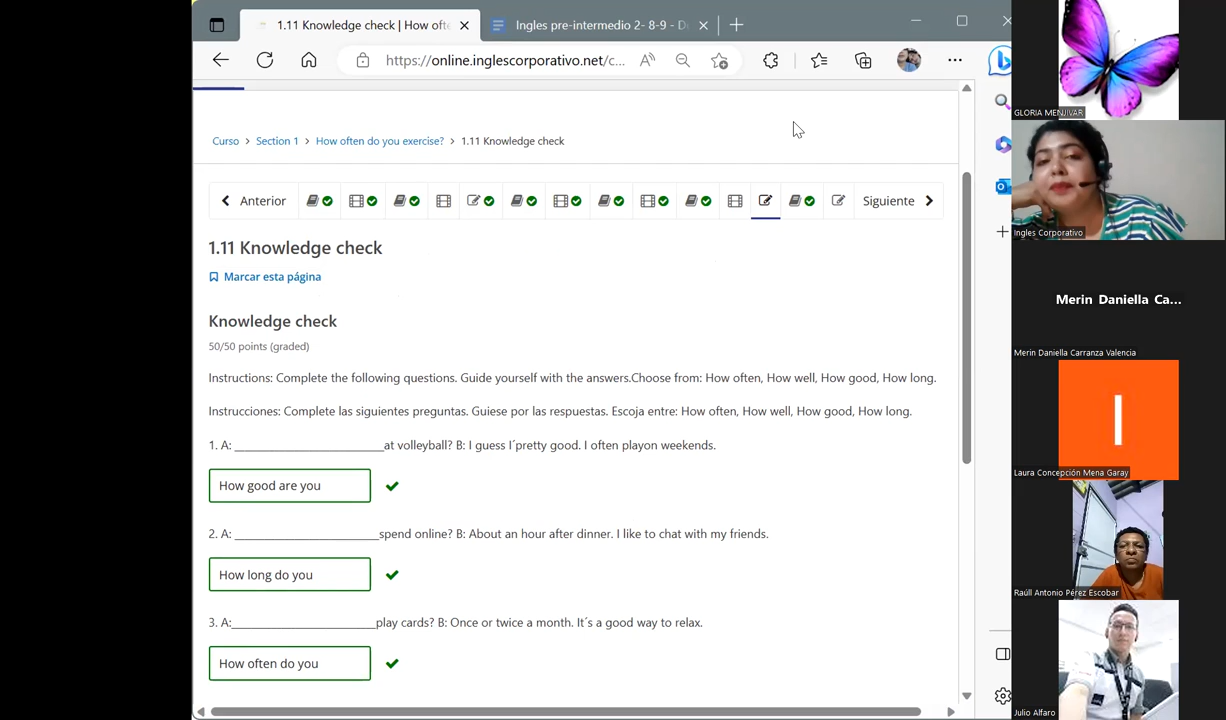 1.11 Knowledge check | How ofte
Ingles pre-intermedio 2- 8-9 - D
https://online.inglescorporativo.net/c...
Curso > Section 1 > How often do you exercise? > 1.11 Knowledge check
Anterior
Siguiente
1.11 Knowledge check
Marcar esta página
Knowledge check
50/50 points (graded)
Instructions: Complete the following questions. Guide yourself with the answers.Choose from: How often, How well, How good, How long.
Instrucciones: Complete las siguientes preguntas. Guiese por las respuestas. Escoja entre: How often, How well, How good, How long.
1. A: ____________________at volleyball? B: I guess I´pretty good. I often playon weekends.
How good are you
2. A: ____________________spend online? B: About an hour after dinner. I like to chat with my friends.
How long do you
3. A:____________________play cards? B: Once or twice a month. It´s a good way to relax.
How often do you
GLORIA MENJIVAR
Ingles Corporativo
Merin Daniella Ca...
Merin Daniella Carranza Valencia
I
Laura Concepción Mena Garay
Raúll Antonio Pérez Escobar
Julio Alfaro